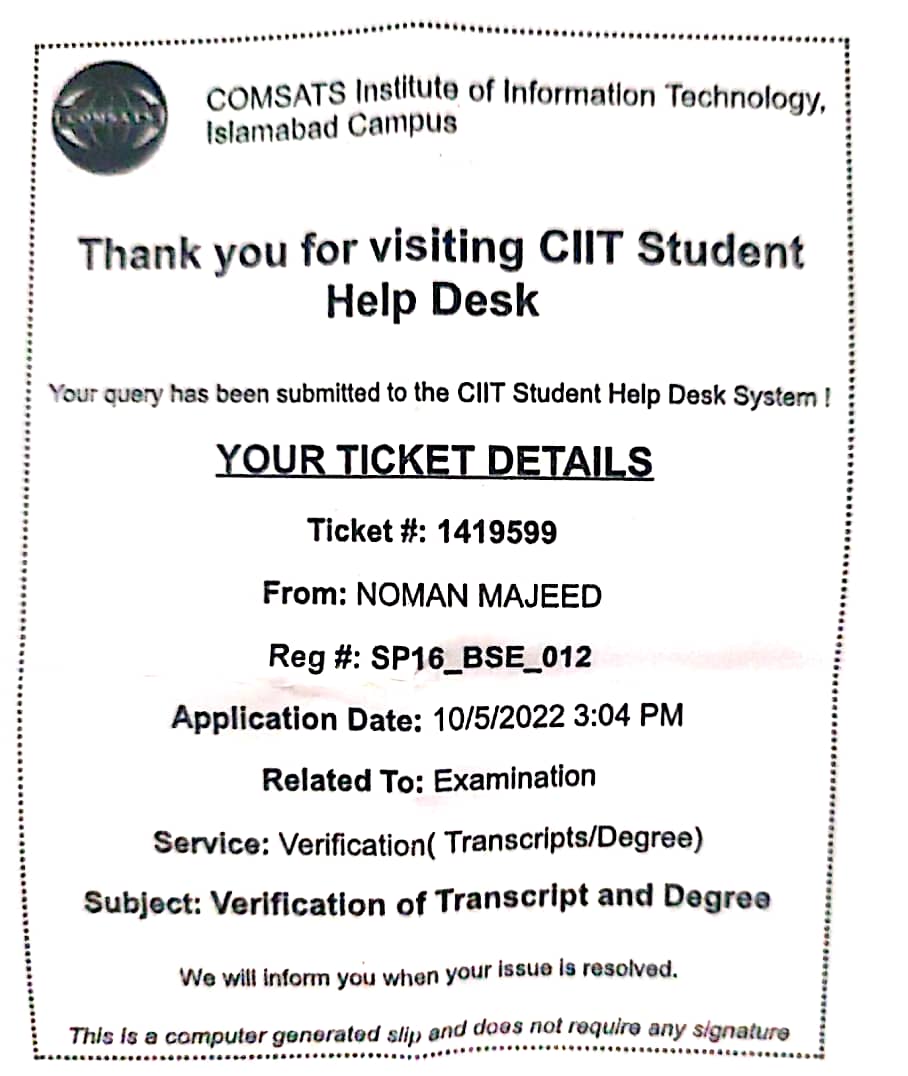 COMSATS
COMSATS Institute of Information Technology,
Islamabad Campus
Thank you for visiting CIIT Student
Help Desk
Your query has been submitted to the CIIT Student Help Desk System !
YOUR TICKET DETAILS
Ticket #: 1419599
From: NOMAN MAJEED
Reg #: SP16_BSE_012
Application Date: 10/5/2022 3:04 PM
Related To: Examination
Service: Verification( Transcripts/Degree)
Subject: Verification of Transcript and Degree
We will inform you when your issue is resolved.
This is a computer generated slip and does not require any signature